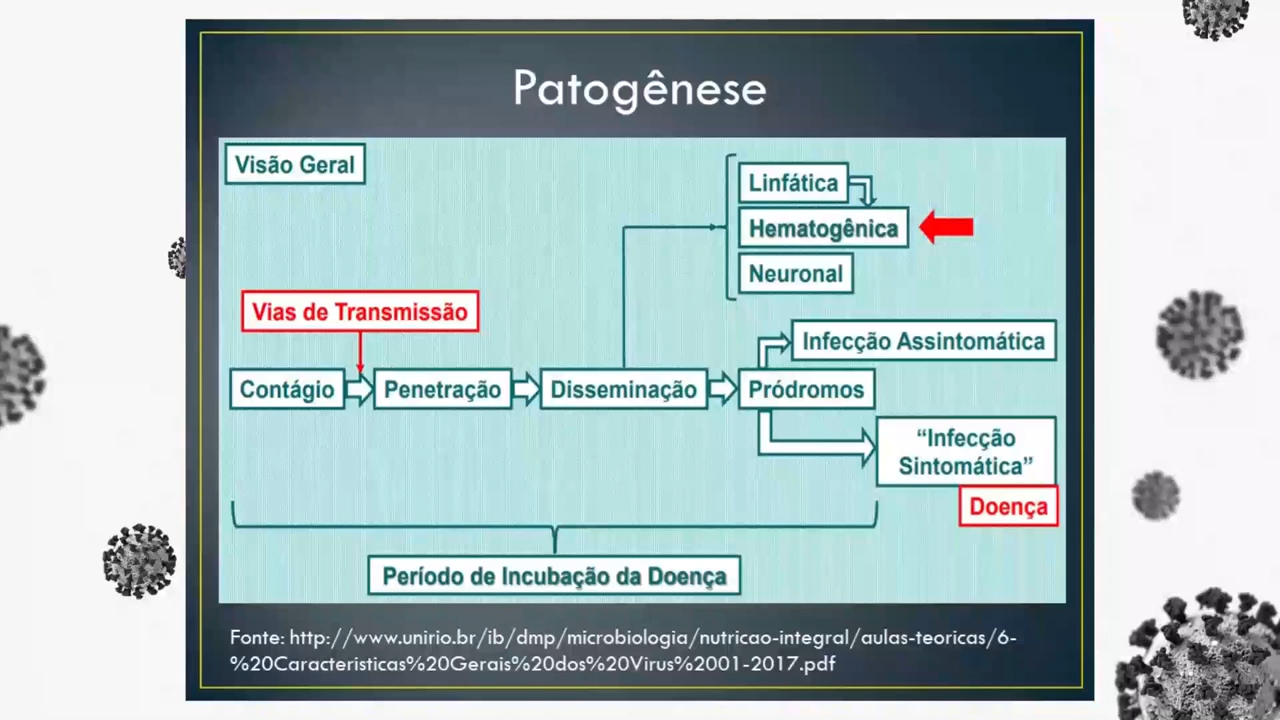 Patogênese
Visão Geral
Linfática
Hematogênica
Neuronal
Vias de Transmissão
Infecção Assintomática
Contágio
Penetração
Disseminação
Pródromos
“Infecção
Sintomática”
Doença
Período de Incubação da Doença
Fonte: http://www.unirio.br/ib/dmp/microbiologia/nutricao-integral/aulas-teoricas/6-
%20Caracteristicas%20Gerais%20dos%20Virus%2001-2017.pdf